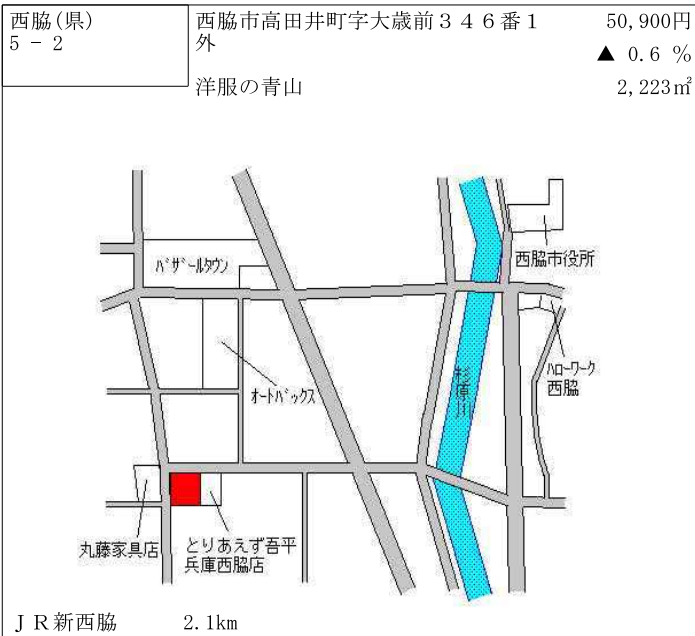 西脇(県)
5 － 2
西脇市高田井町字大歳前３４６番１
外
洋服の青山
50,900円
▲ 0.6 %
2,223㎡
ﾊﾞｻﾞｰﾙﾀｳﾝ
西脇市役所
ﾊﾛｰﾜｰｸ
西脇
ｵｰﾄﾊﾞｯｸｽ
杉原川
丸藤家具店
とりあえず吾平
兵庫西脇店
ＪＲ新西脇 2.1km